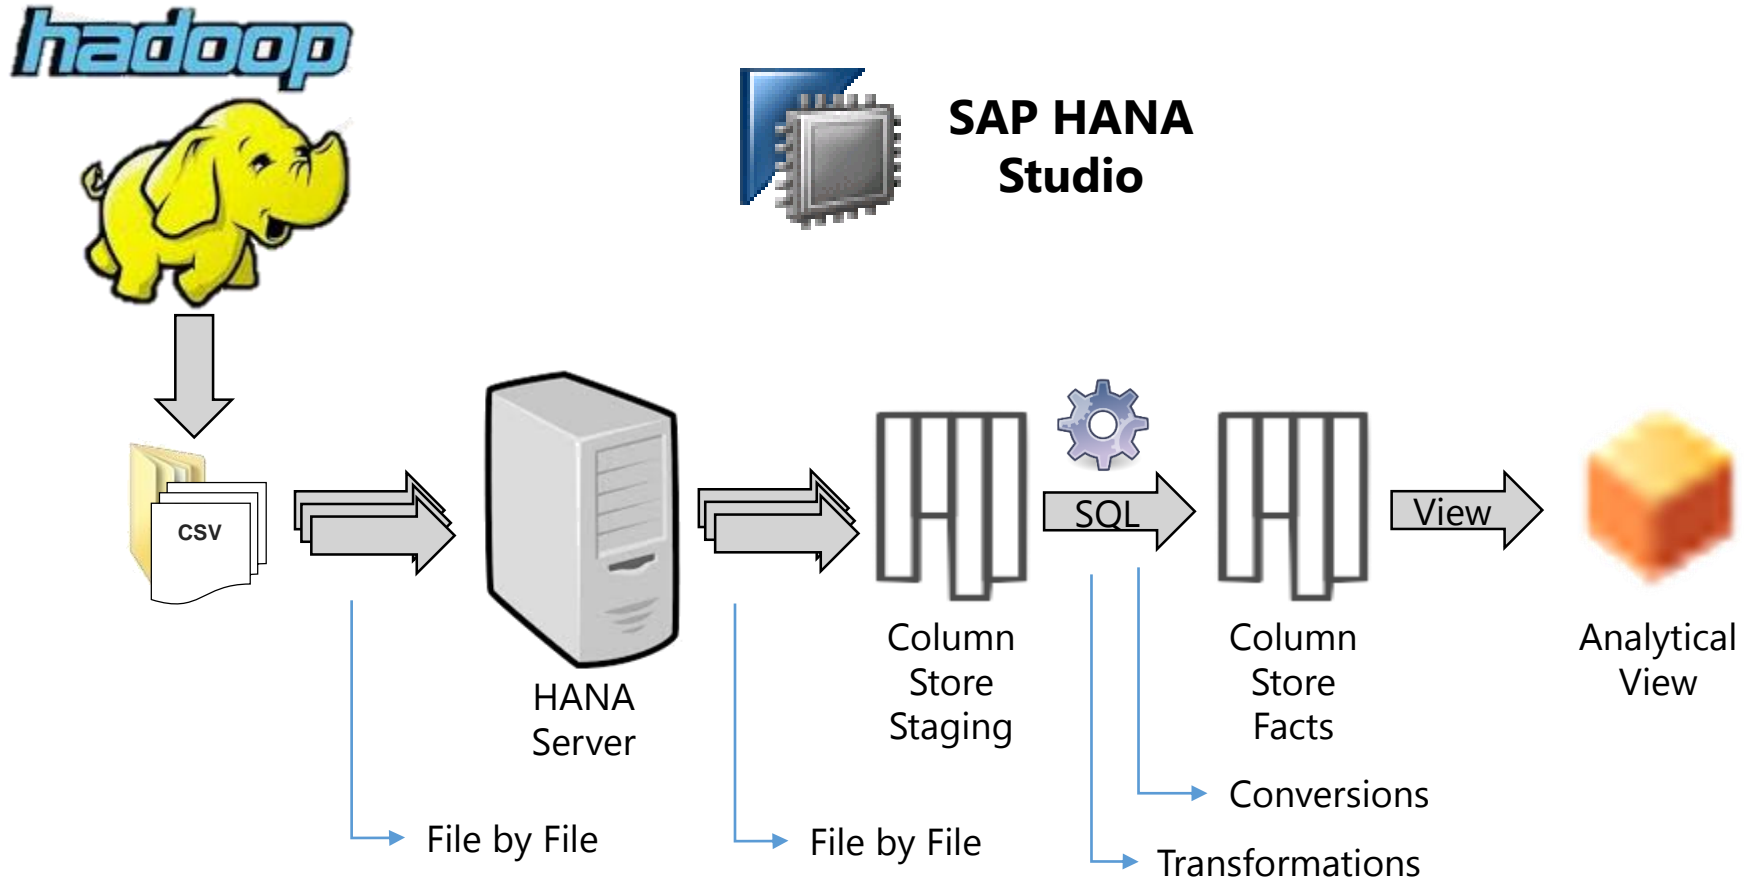 hadoop
SAP HANA
Studio
CSV
SQL
View
HANA
Server
Column
Store
Staging
Column
Store
Facts
Analytical
View
Conversions
File by File
File by File
Transformations